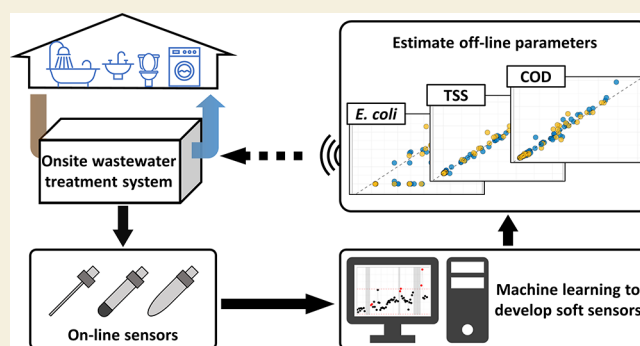 Estimate off-line parameters
COD
TSS
E. coli
Onsite wastewater
treatment system
On-line sensors
Machine learning to
develop soft sensors